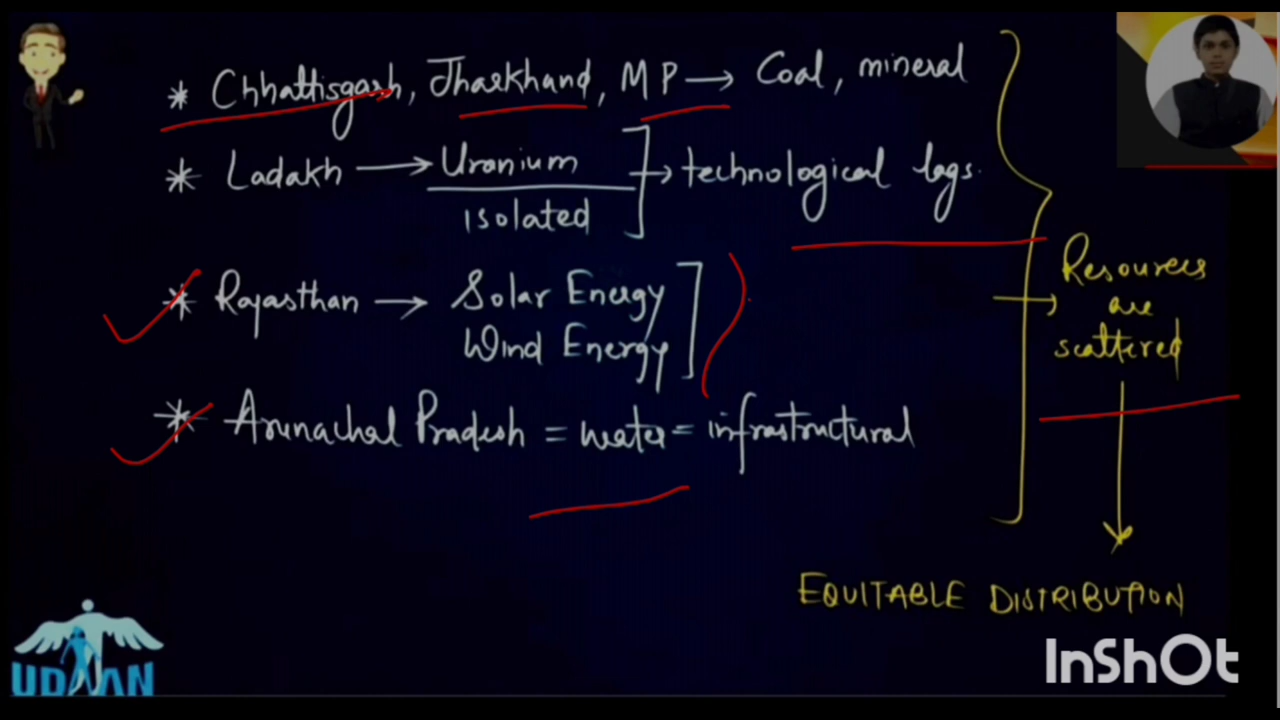 * Chhattisgarh, Jharkhand, MP → Coal, mineral
* Ladakh → Uranium
isolated
→ technological lags.
* Rajasthan → Solar Energy
Wind Energy
* Arunachal Pradesh = water = infrastructural
→ Resources
are
scattered
EQUITABLE DISTRIBUTION
UDAAN
InShOt